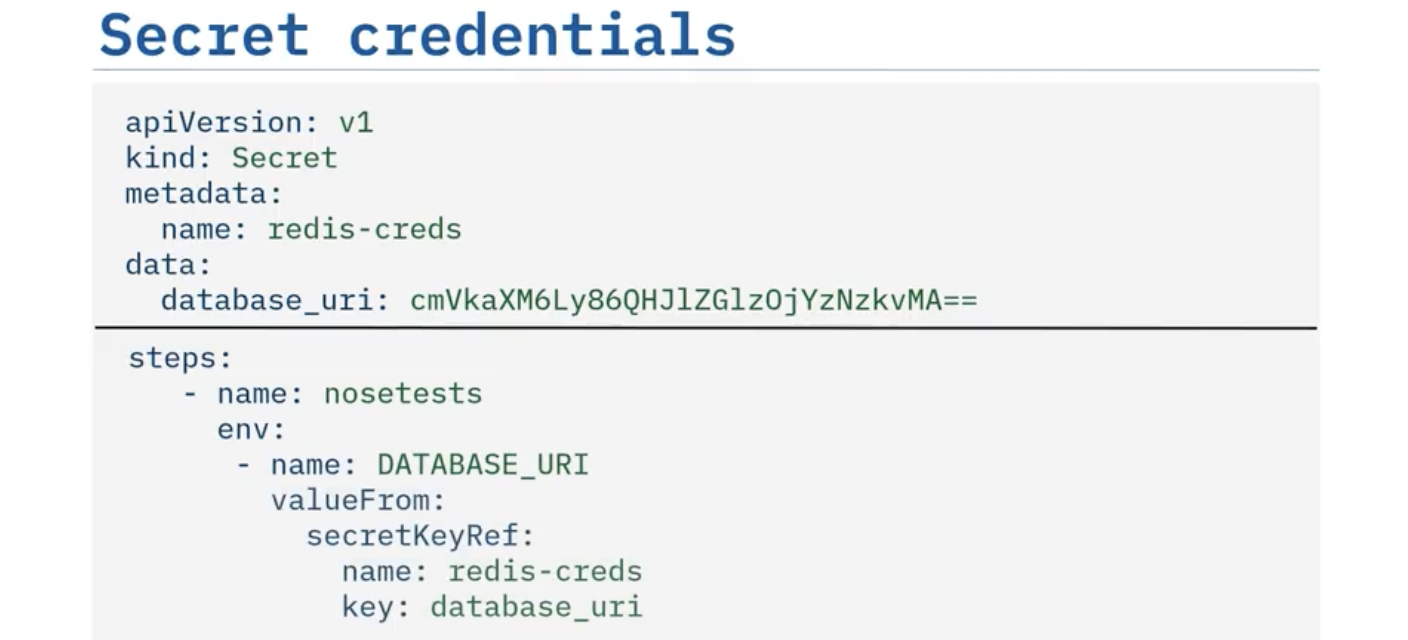 Secret credentials
apiVersion: v1
kind: Secret
metadata:
  name: redis-creds
data:
  database_uri: cmVkaXM6Ly86QHJlZGlzOjYzNzkvMA==
steps:
   - name: nosetests
     env:
      - name: DATABASE_URI
        valueFrom:
          secretKeyRef:
            name: redis-creds
            key: database_uri